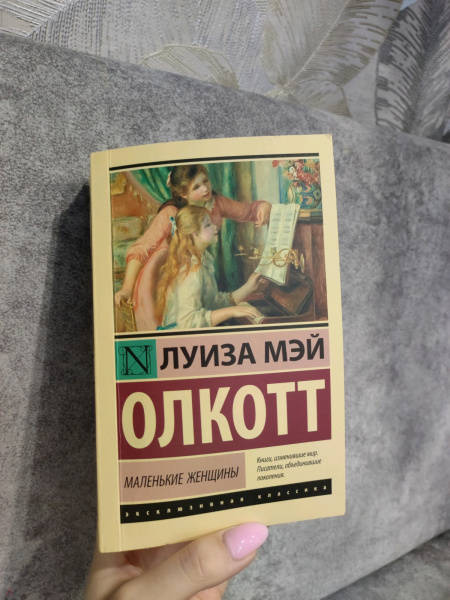 N ЛУИЗА МЭЙ
ОЛКОТТ
МАЛЕНЬКИЕ ЖЕНЩИНЫ
Книги, изменившие мир.
Писатели, объединившие
поколения.
эксклюзивная классика